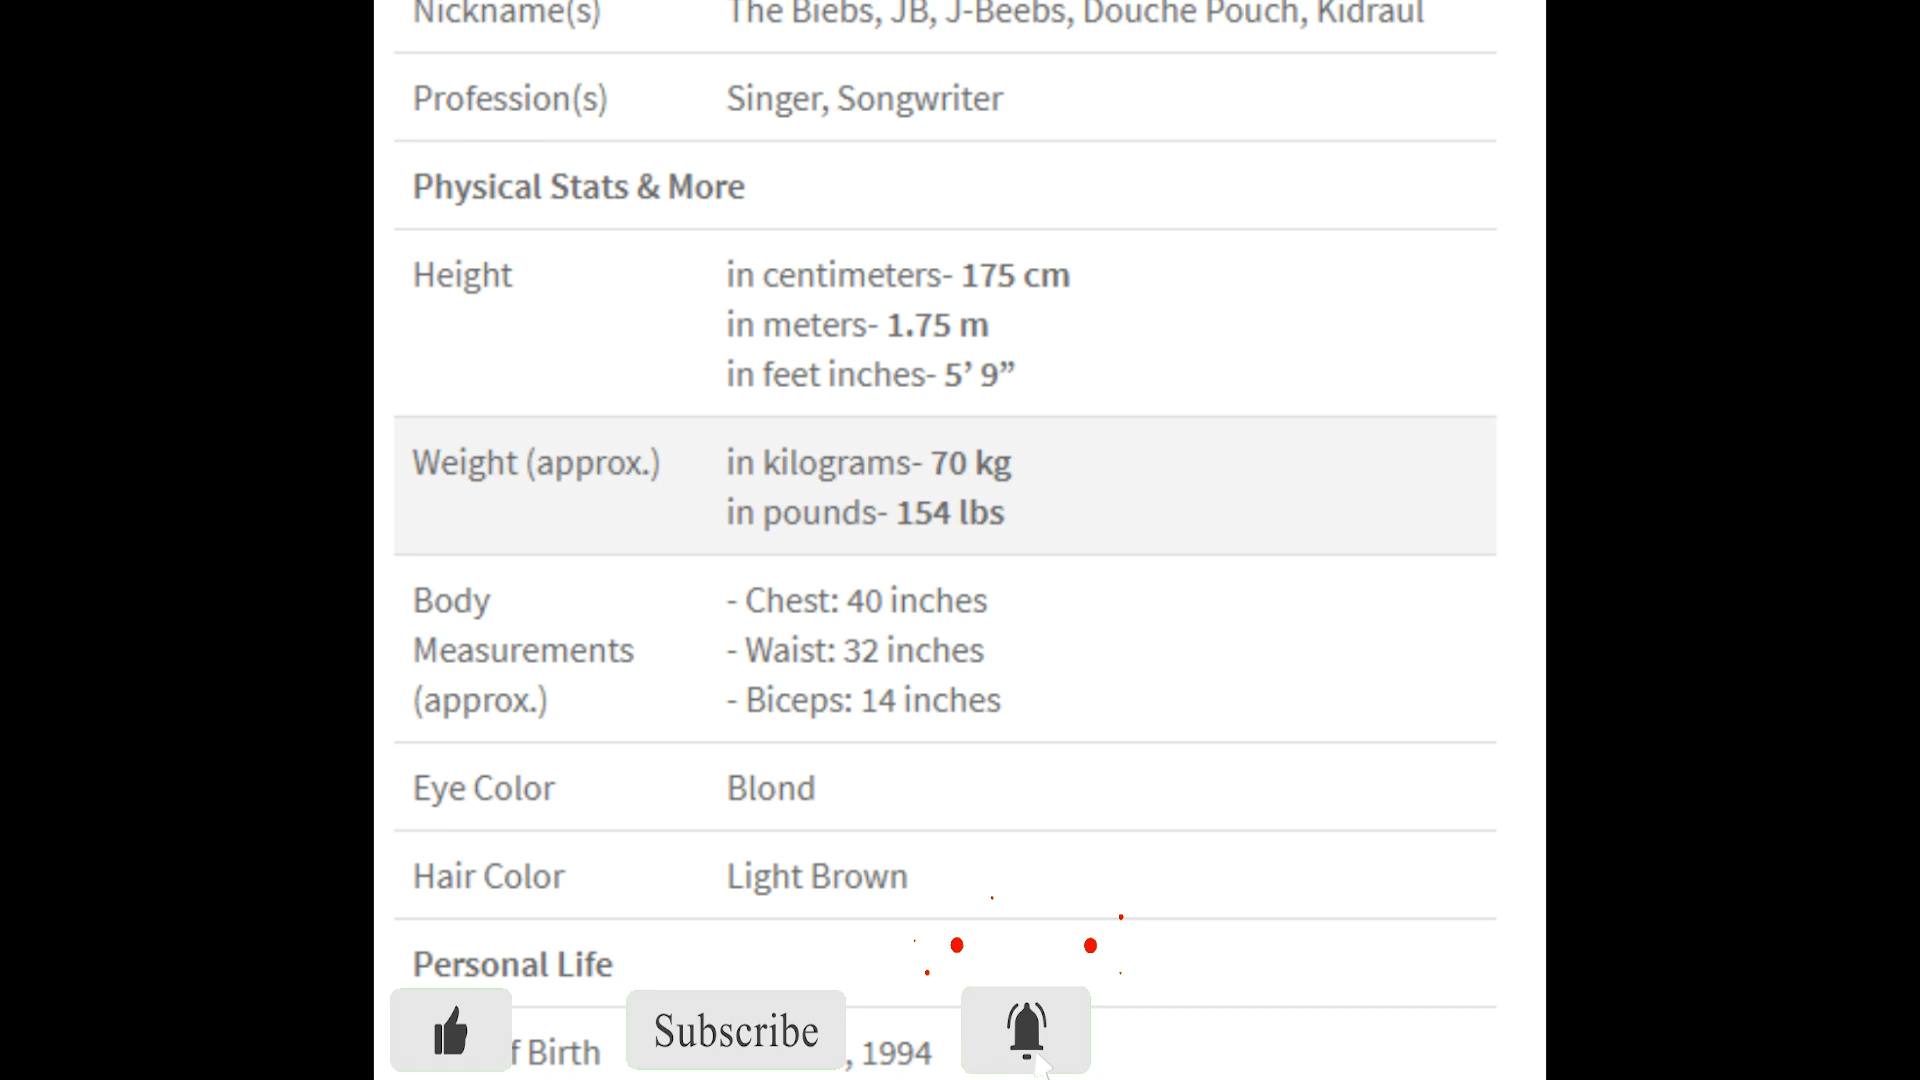 Nickname(s) The Biebs, JB, J-Beebs, Douche Pouch, Kidraul
Profession(s) Singer, Songwriter
Physical Stats & More
Height in centimeters- 175 cm
in meters- 1.75 m
in feet inches- 5’ 9”
Weight (approx.) in kilograms- 70 kg
in pounds- 154 lbs
Body - Chest: 40 inches
Measurements - Waist: 32 inches
(approx.) - Biceps: 14 inches
Eye Color Blond
Hair Color Light Brown
Personal Life
f Birth , 1994
Subscribe